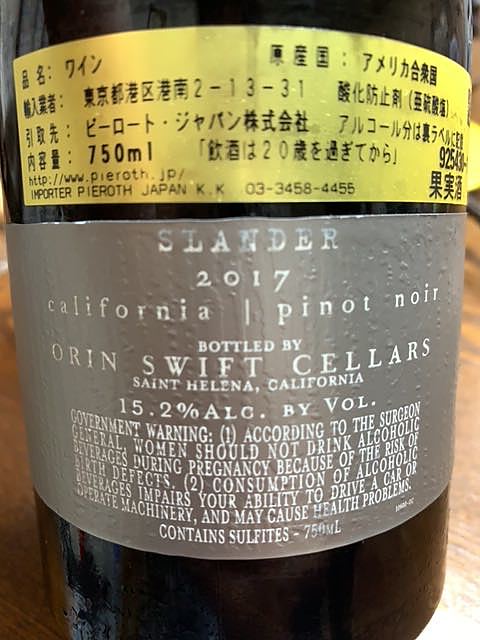 品名: ワイン 原産国: アメリカ合衆国
輸入業者: 東京都港区港南2-13-31 酸化防止剤(亜硫酸塩)
引取先: ピーロート・ジャパン株式会社 アルコール分は裏ラベルに記
内容量: 750ml 「飲酒は20歳を過ぎてから」 925430
http://www.pieroth.jp/ 果実酒
IMPORTER PIEROTH JAPAN K.K 03-3458-4455
SLANDER
2017
california | pinot noir
BOTTLED BY
ORIN SWIFT CELLARS
SAINT HELENA, CALIFORNIA
15.2%ALC. BY VOL.
GOVERNMENT WARNING: (1) ACCORDING TO THE SURGEON
GENERAL, WOMEN SHOULD NOT DRINK ALCOHOLIC
BEVERAGES DURING PREGNANCY BECAUSE OF THE RISK OF
BIRTH DEFECTS. (2) CONSUMPTION OF ALCOHOLIC
BEVERAGES IMPAIRS YOUR ABILITY TO DRIVE A CAR OR
OPERATE MACHINERY, AND MAY CAUSE HEALTH PROBLEMS.
CONTAINS SULFITES - 750ML